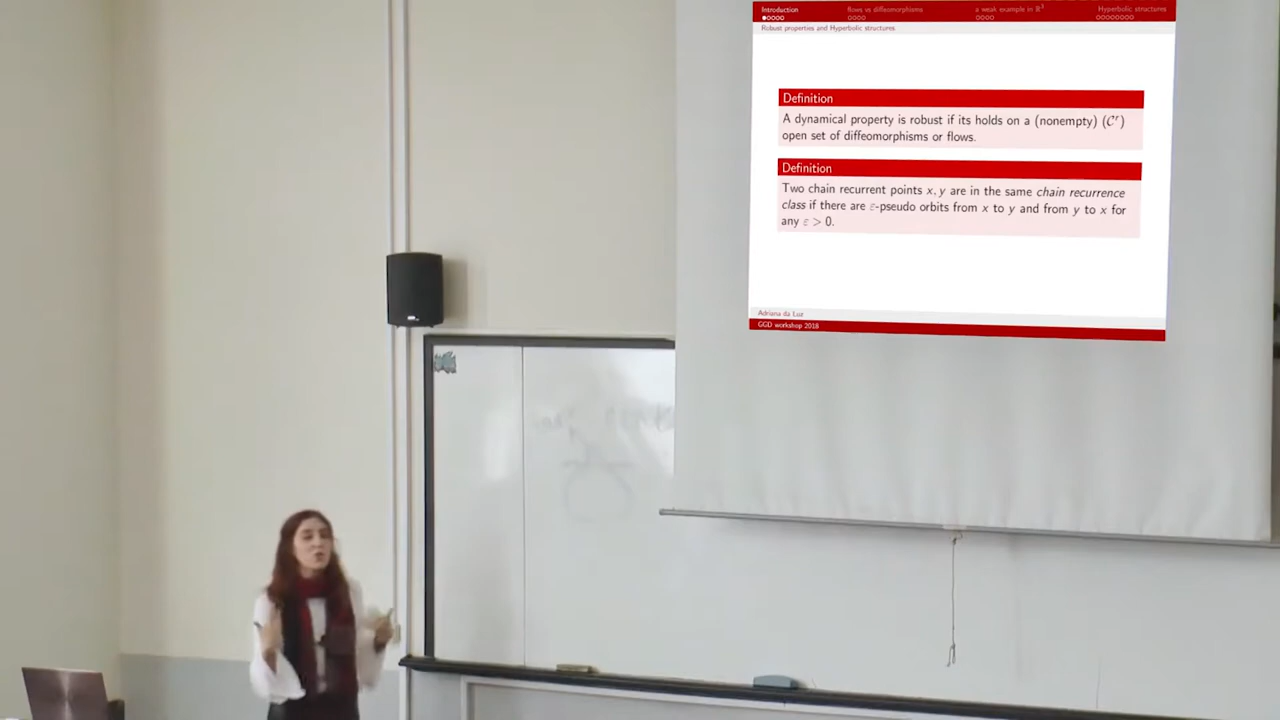 Introduction flows vs diffeomorphisms a weak example in ℝ³ Hyperbolic structures
Robust properties and Hyperbolic structures
Definition
A dynamical property is robust if its holds on a (nonempty) (𝒞ʳ)
open set of diffeomorphisms or flows.
Definition
Two chain recurrent points x, y are in the same chain recurrence
class if there are ε-pseudo orbits from x to y and from y to x for
any ε > 0.
Adriana da Luz
GGD workshop 2018